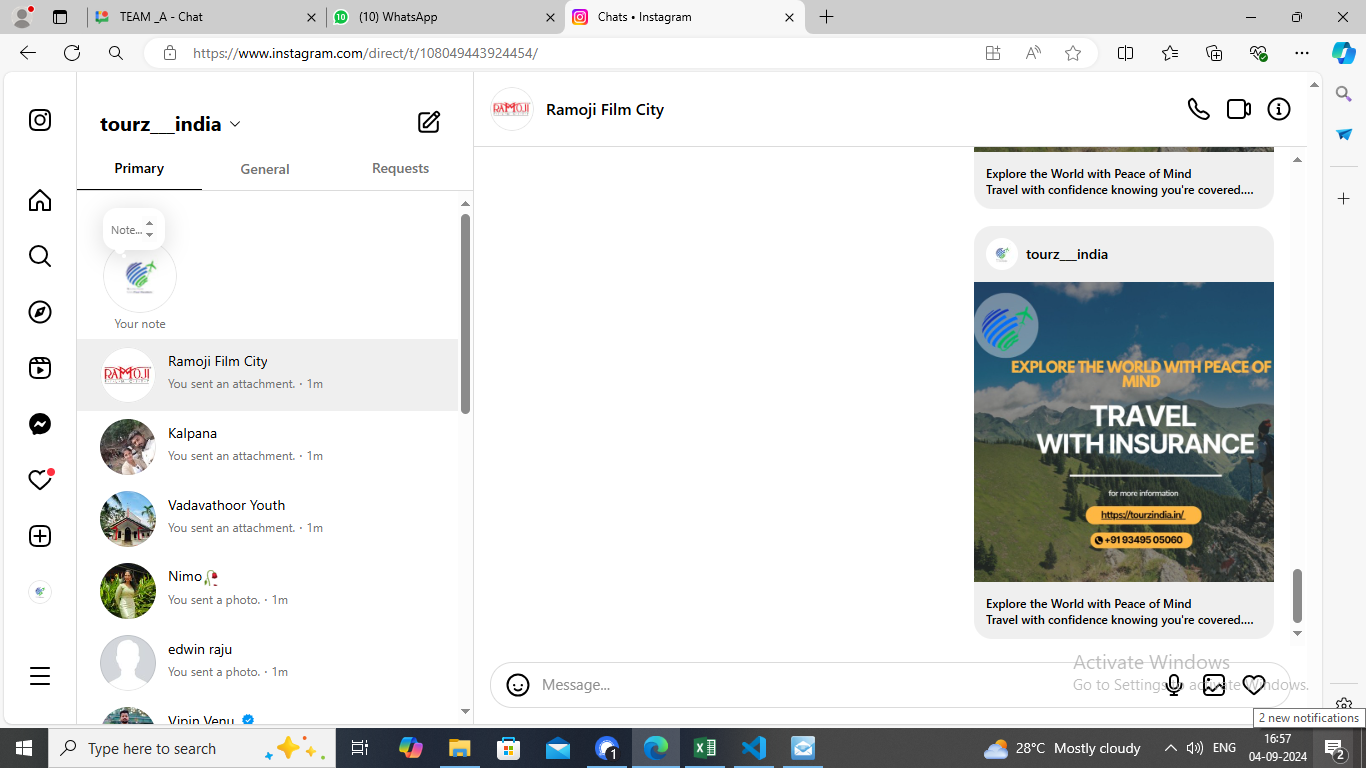 TEAM _A - Chat
(10) WhatsApp
Chats • Instagram
https://www.instagram.com/direct/t/108049443924454/
tourz___india
Primary
General
Requests
Note...
Your note
Ramoji Film City
You sent an attachment. · 1m
Kalpana
You sent an attachment. · 1m
Vadavathoor Youth
You sent an attachment. · 1m
Nimo
You sent a photo. · 1m
edwin raju
You sent a photo. · 1m
Vipin Venu
RAMOJI
Ramoji Film City
Explore the World with Peace of Mind
Travel with confidence knowing you're covered....
tourz___india
EXPLORE THE WORLD WITH PEACE OF
MIND
TRAVEL
WITH INSURANCE
for more information
https://tourzindia.in/
+91 93495 05060
Explore the World with Peace of Mind
Travel with confidence knowing you're covered....
Message...
Activate Windows
Go to Settings to activate Windows.
2 new notifications
Type here to search
1
28°C Mostly cloudy
ENG
16:57
04-09-2024
2